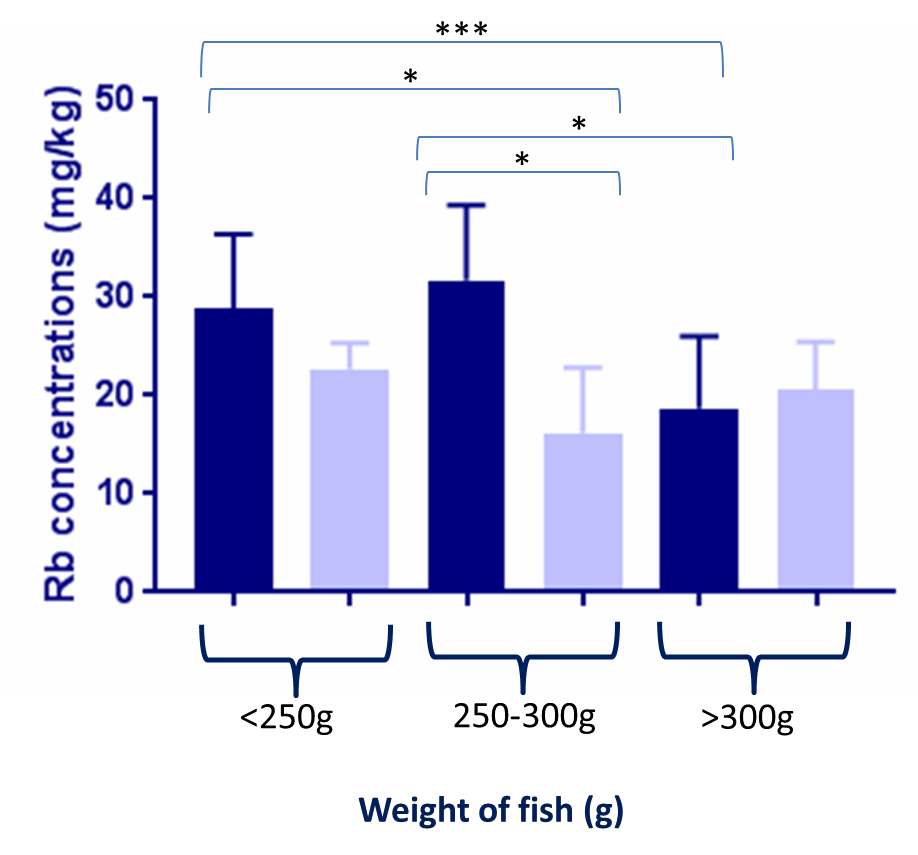 ***
*
*
*
Rb concentrations (mg/kg)
50
40
30
20
10
0
<250g
250-300g
>300g
Weight of fish (g)